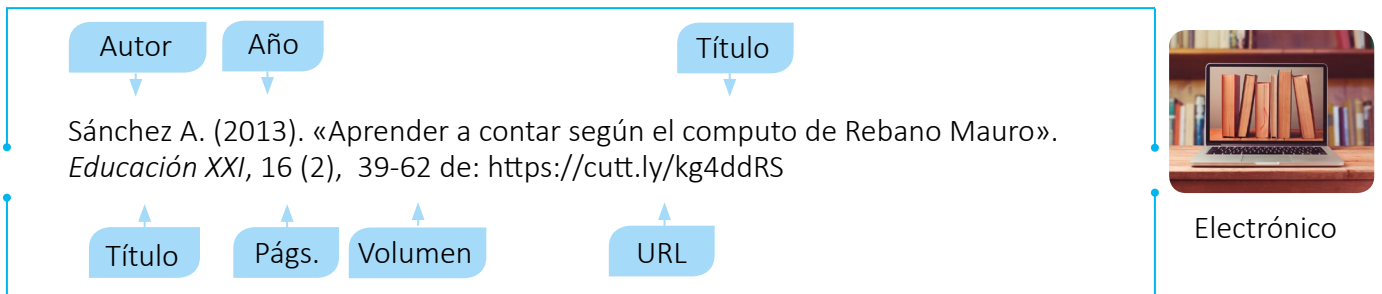 Autor
Año
Título
Sánchez A. (2013). «Aprender a contar según el computo de Rebano Mauro».
Educación XXI, 16 (2), 39-62 de: https://cutt.ly/kg4ddRS
Título
Págs.
Volumen
URL
Electrónico